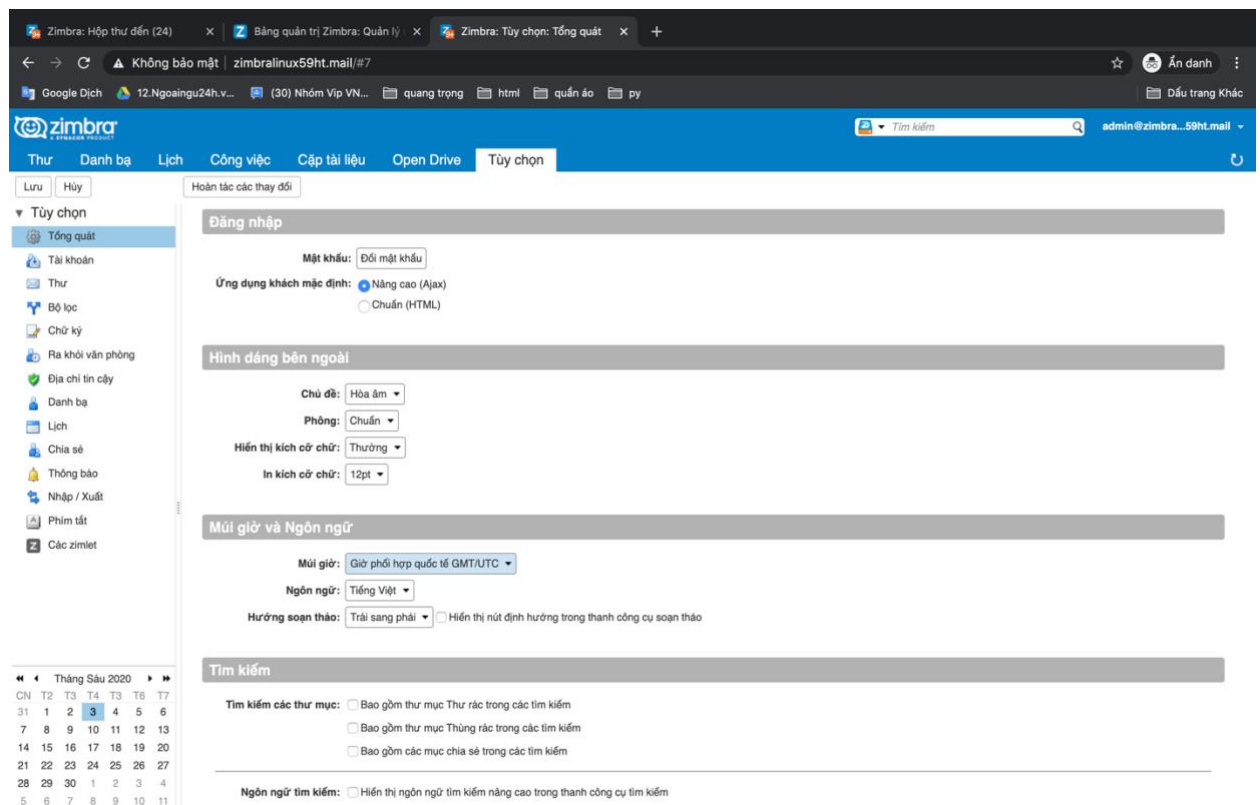 Zimbra: Hộp thư đến (24)
Bảng quản trị Zimbra: Quản lý
Zimbra: Tùy chọn: Tổng quát
Không bảo mật | zimbralinux59ht.mail/#7
Ẩn danh
Google Dịch
12.Ngoaingu24h.v...
(30) Nhóm Vip VN...
quang trọng
html
quần áo
py
Dấu trang Khác
zimbra
A SYNACOR PRODUCT
Tìm kiếm
admin@zimbra...59ht.mail
Thư Danh bạ Lịch Công việc Cặp tài liệu Open Drive Tùy chọn
Lưu Hủy Hoàn tác các thay đổi
Tùy chọn
Tổng quát
Tài khoản
Thư
Bộ lọc
Chữ ký
Ra khỏi văn phòng
Địa chỉ tin cậy
Danh bạ
Lịch
Chia sẻ
Thông báo
Nhập / Xuất
Phím tắt
Các zimlet
Tháng Sáu 2020
CN T2 T3 T4 T3 T6 T7
31 1 2 3 4 5 6
7 8 9 10 11 12 13
14 15 16 17 18 19 20
21 22 23 24 25 26 27
28 29 30 1 2 3 4
5 6 7 8 9 10 11
Đăng nhập
Mật khẩu: Đổi mật khẩu
Ứng dụng khách mặc định: Nâng cao (Ajax)
Chuẩn (HTML)
Hình dáng bên ngoài
Chủ đề: Hòa âm
Phông: Chuẩn
Hiển thị kích cỡ chữ: Thường
In kích cỡ chữ: 12pt
Múi giờ và Ngôn ngữ
Múi giờ: Giờ phối hợp quốc tế GMT/UTC
Ngôn ngữ: Tiếng Việt
Hướng soạn thảo: Trái sang phải Hiển thị nút định hướng trong thanh công cụ soạn thảo
Tìm kiếm
Tìm kiếm các thư mục: Bao gồm thư mục Thư rác trong các tìm kiếm
Bao gồm thư mục Thùng rác trong các tìm kiếm
Bao gồm các mục chia sẻ trong các tìm kiếm
Ngôn ngữ tìm kiếm: Hiển thị ngôn ngữ tìm kiếm nâng cao trong thanh công cụ tìm kiếm